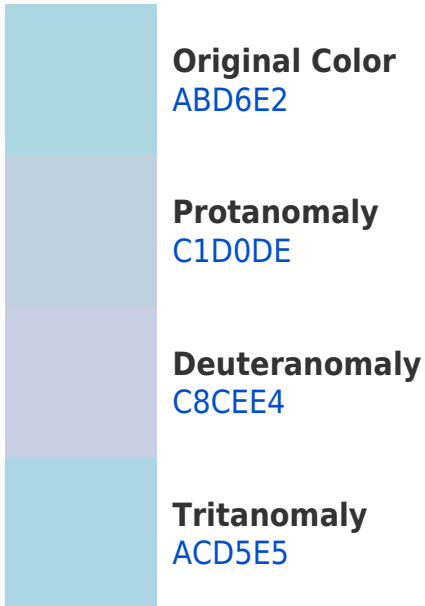 Original Color
ABD6E2
Protanomaly
C1D0DE
Deuteranomaly
C8CEE4
Tritanomaly
ACD5E5